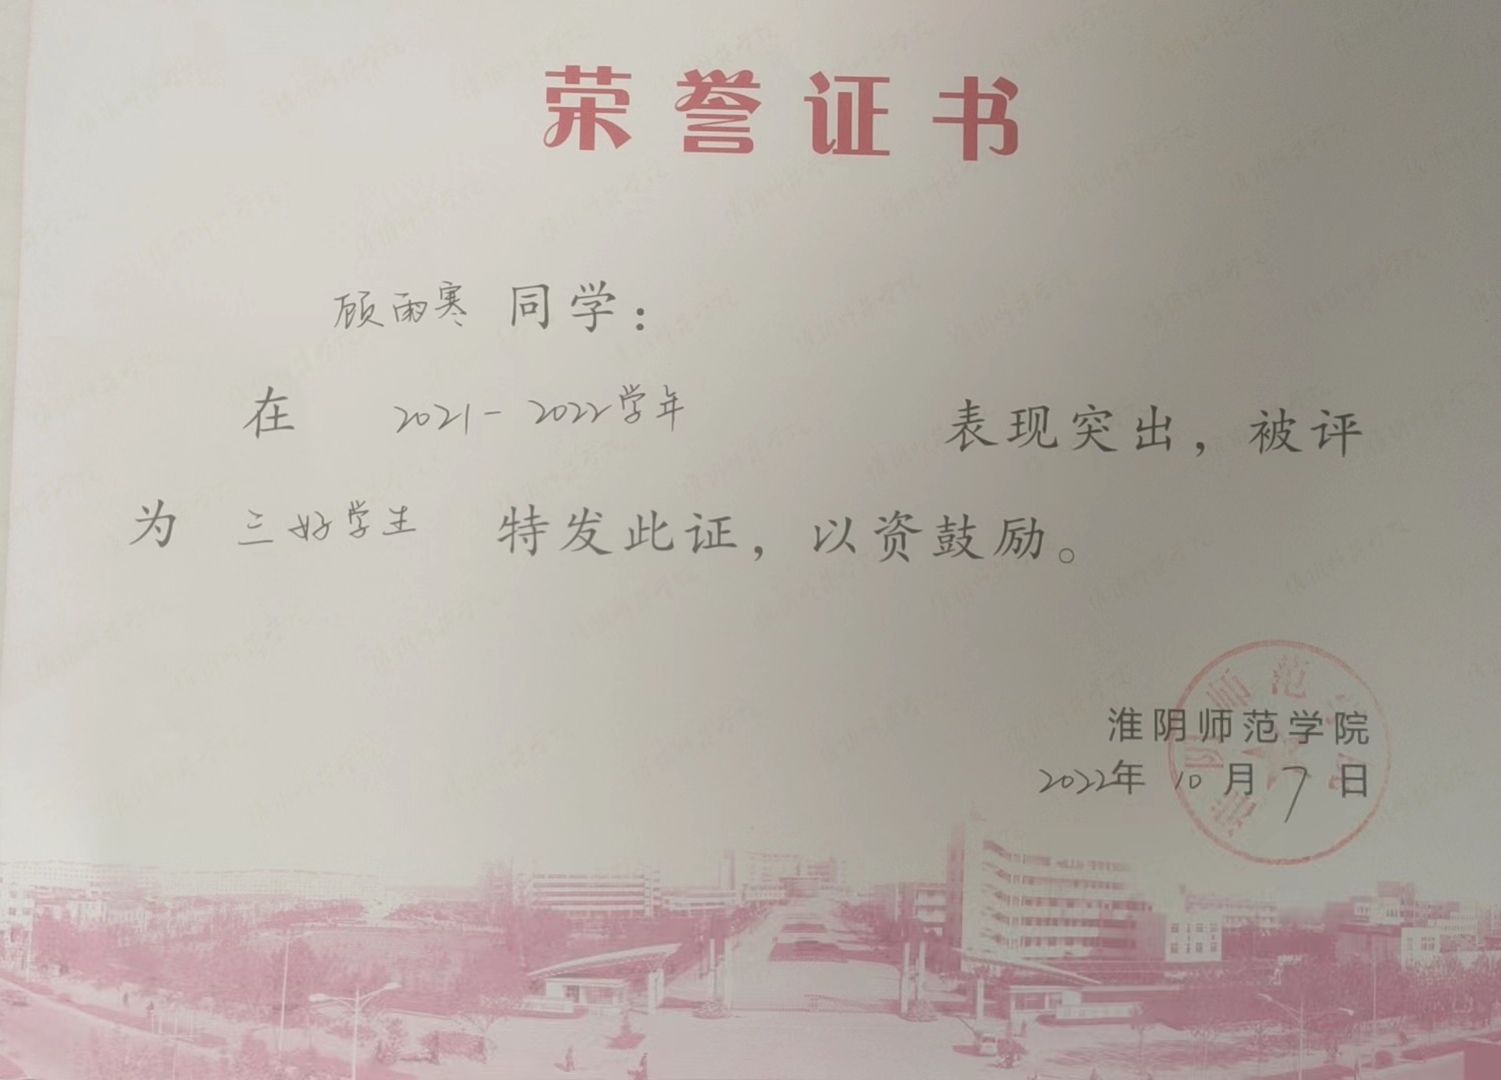 荣誉证书
顾雨寒 同学：
在 2021-2022学年 表现突出，被评
为 三好学生 特发此证，以资鼓励。
淮阴师范学院
2022年 10 月 7 日